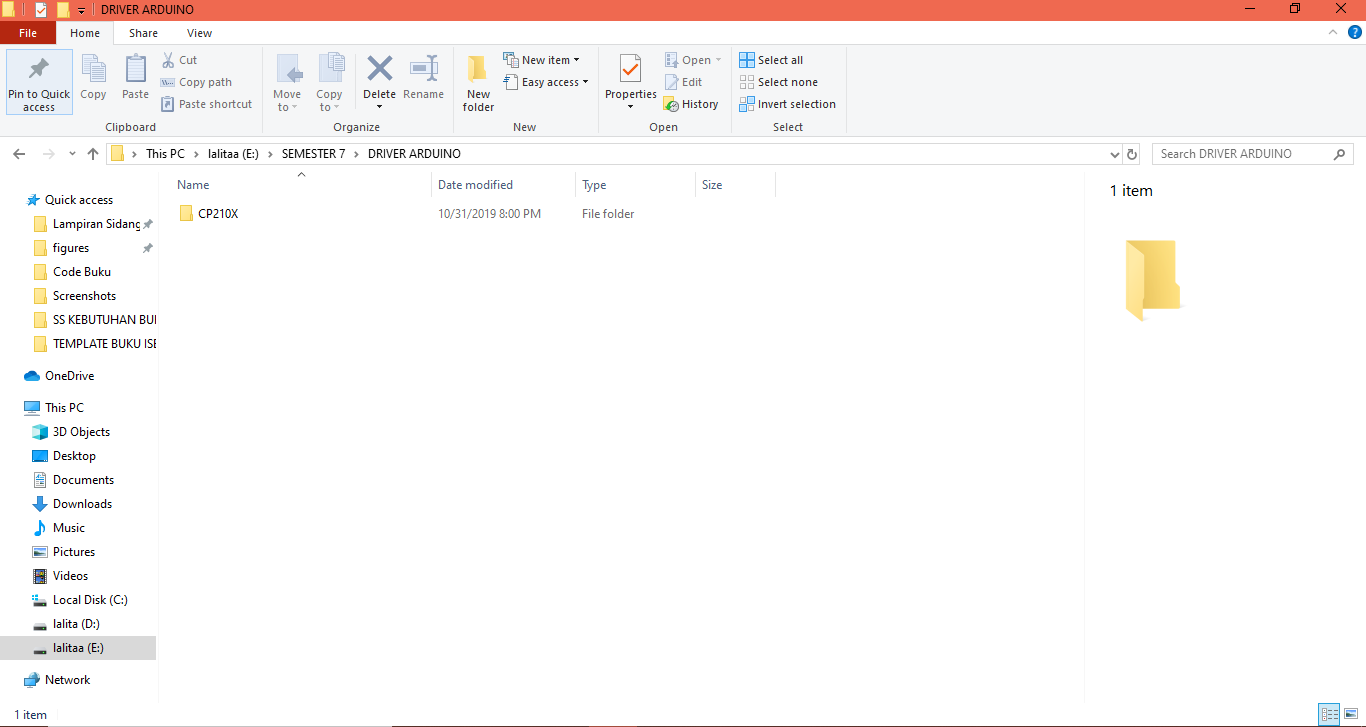 DRIVER ARDUINO
File Home Share View
Pin to Quick access
Copy
Paste
Cut
Copy path
Paste shortcut
Clipboard
Move to
Copy to
Delete
Rename
Organize
New folder
New item
Easy access
New
Properties
Open
Edit
History
Open
Select all
Select none
Invert selection
Select
This PC > lalitaa (E:) > SEMESTER 7 > DRIVER ARDUINO
Search DRIVER ARDUINO
Quick access
Lampiran Sidang
figures
Code Buku
Screenshots
SS KEBUTUHAN BUI
TEMPLATE BUKU ISE
OneDrive
This PC
3D Objects
Desktop
Documents
Downloads
Music
Pictures
Videos
Local Disk (C:)
lalita (D:)
lalitaa (E:)
Network
Name Date modified Type Size
CP210X 10/31/2019 8:00 PM File folder
1 item
1 item